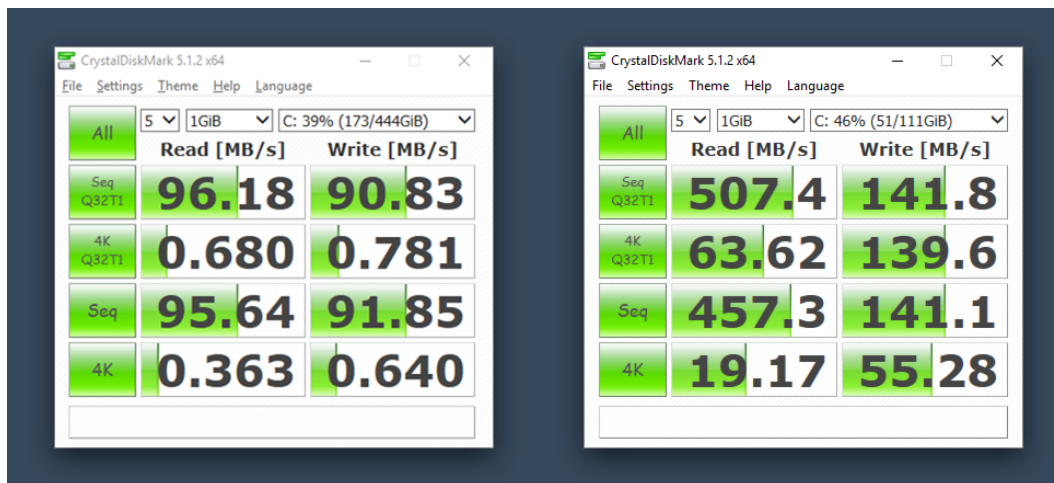 CrystalDiskMark 5.1.2 x64
File Settings Theme Help Language
All 5 1GiB C: 39% (173/444GiB)
Read [MB/s] Write [MB/s]
Seq Q32T1 96.18 90.83
4K Q32T1 0.680 0.781
Seq 95.64 91.85
4K 0.363 0.640
CrystalDiskMark 5.1.2 x64
File Settings Theme Help Language
All 5 1GiB C: 46% (51/111GiB)
Read [MB/s] Write [MB/s]
Seq Q32T1 507.4 141.8
4K Q32T1 63.62 139.6
Seq 457.3 141.1
4K 19.17 55.28